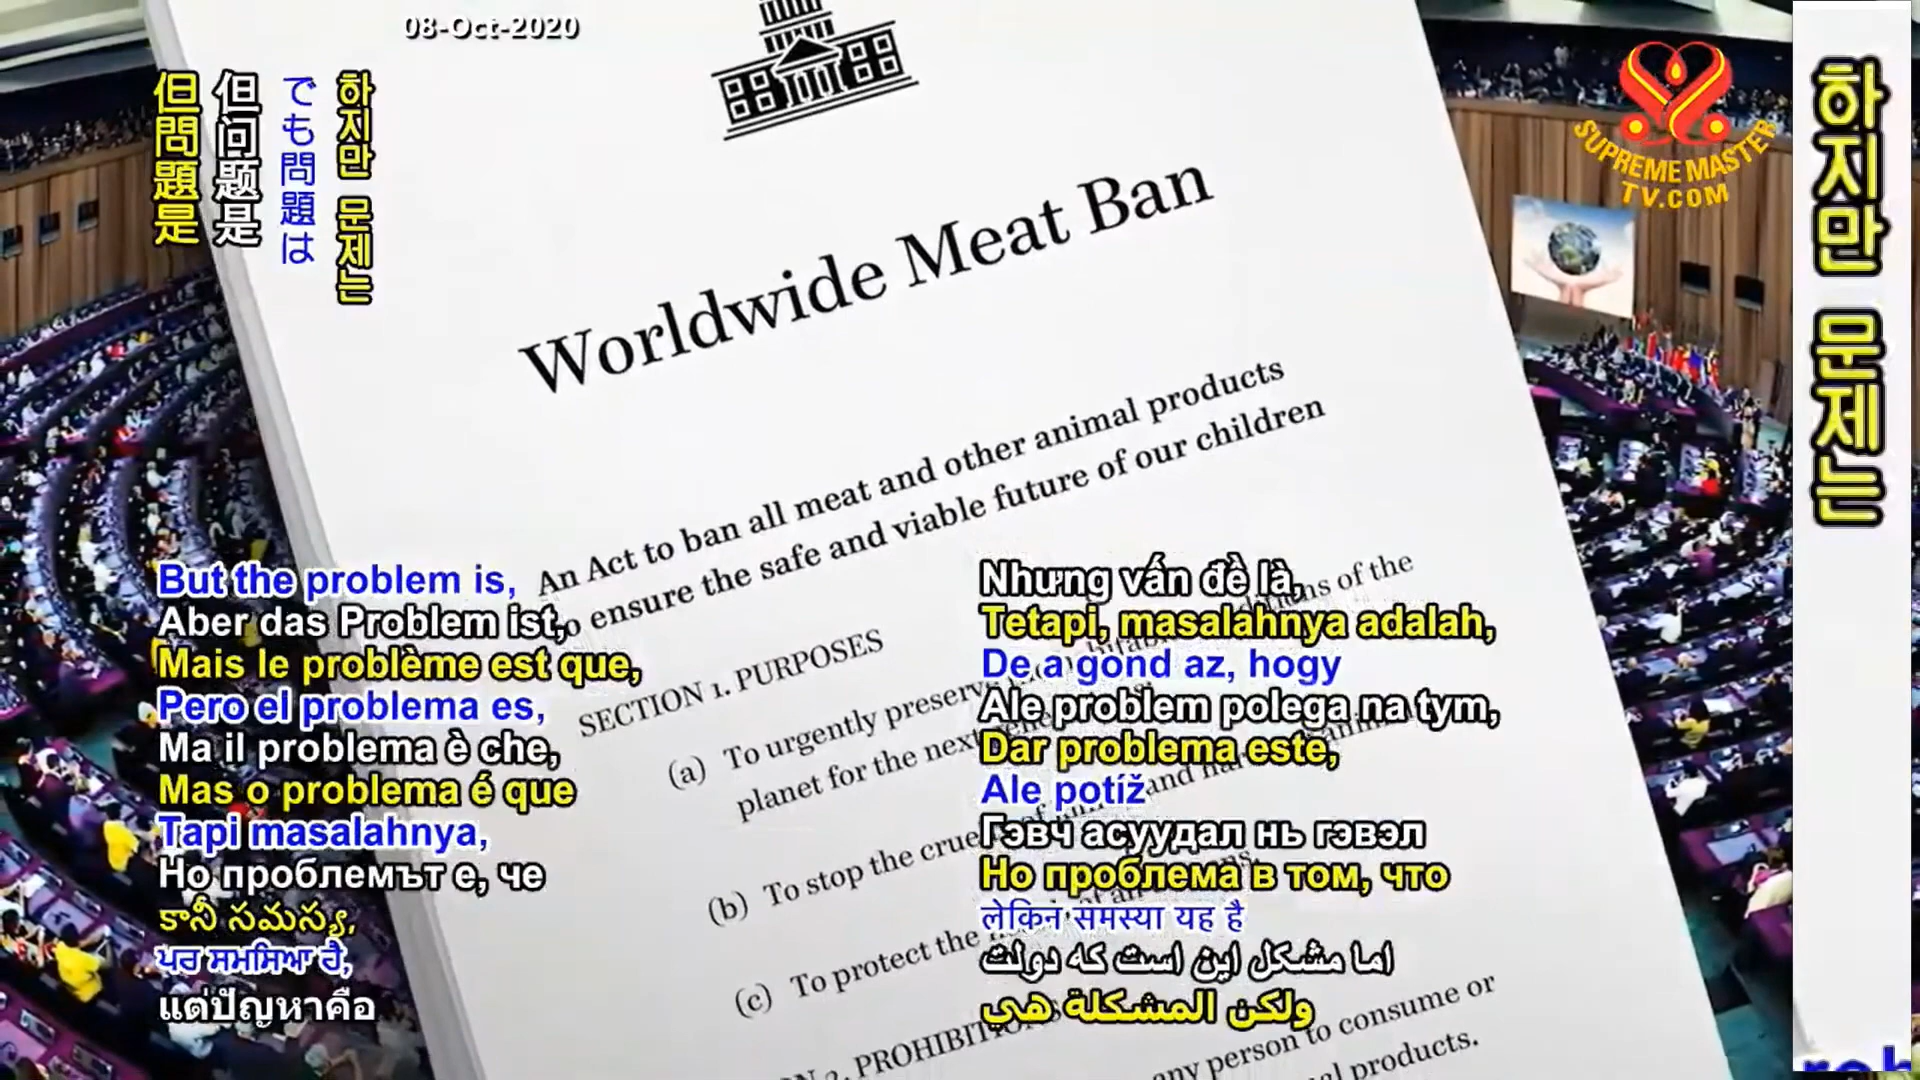 08-Oct-2020
하지만 문제는
でも問題は
但问题是
但問題是
SUPREME MASTER
TV.COM
하지만 문제는
Worldwide Meat Ban
An Act to ban all meat and other animal products
to ensure the safe and viable future of our children
SECTION 1. PURPOSES
(a) To urgently preserve of the
planet for the next
(b) To stop the and animals
(c) To protect the
PROHIBITIONS
any person to consume or
products.
But the problem is,
Aber das Problem ist,
Mais le problème est que,
Pero el problema es,
Ma il problema è che,
Mas o problema é que
Tapi masalahnya,
Но проблемът е, че
కానీ సమస్య,
ਪਰ ਸਮਸਿਆ ਹੈ,
แต่ปัญหาคือ
Nhưng vấn đề là,
Tetapi, masalahnya adalah,
De a gond az, hogy
Ale problem polega na tym,
Dar problema este,
Ale potíž
Гэвч асуудал нь гэвэл
Но проблема в том, что
लेकिन समस्या यह है
اما مشکل این است که دولت
ولكن المشكلة هي